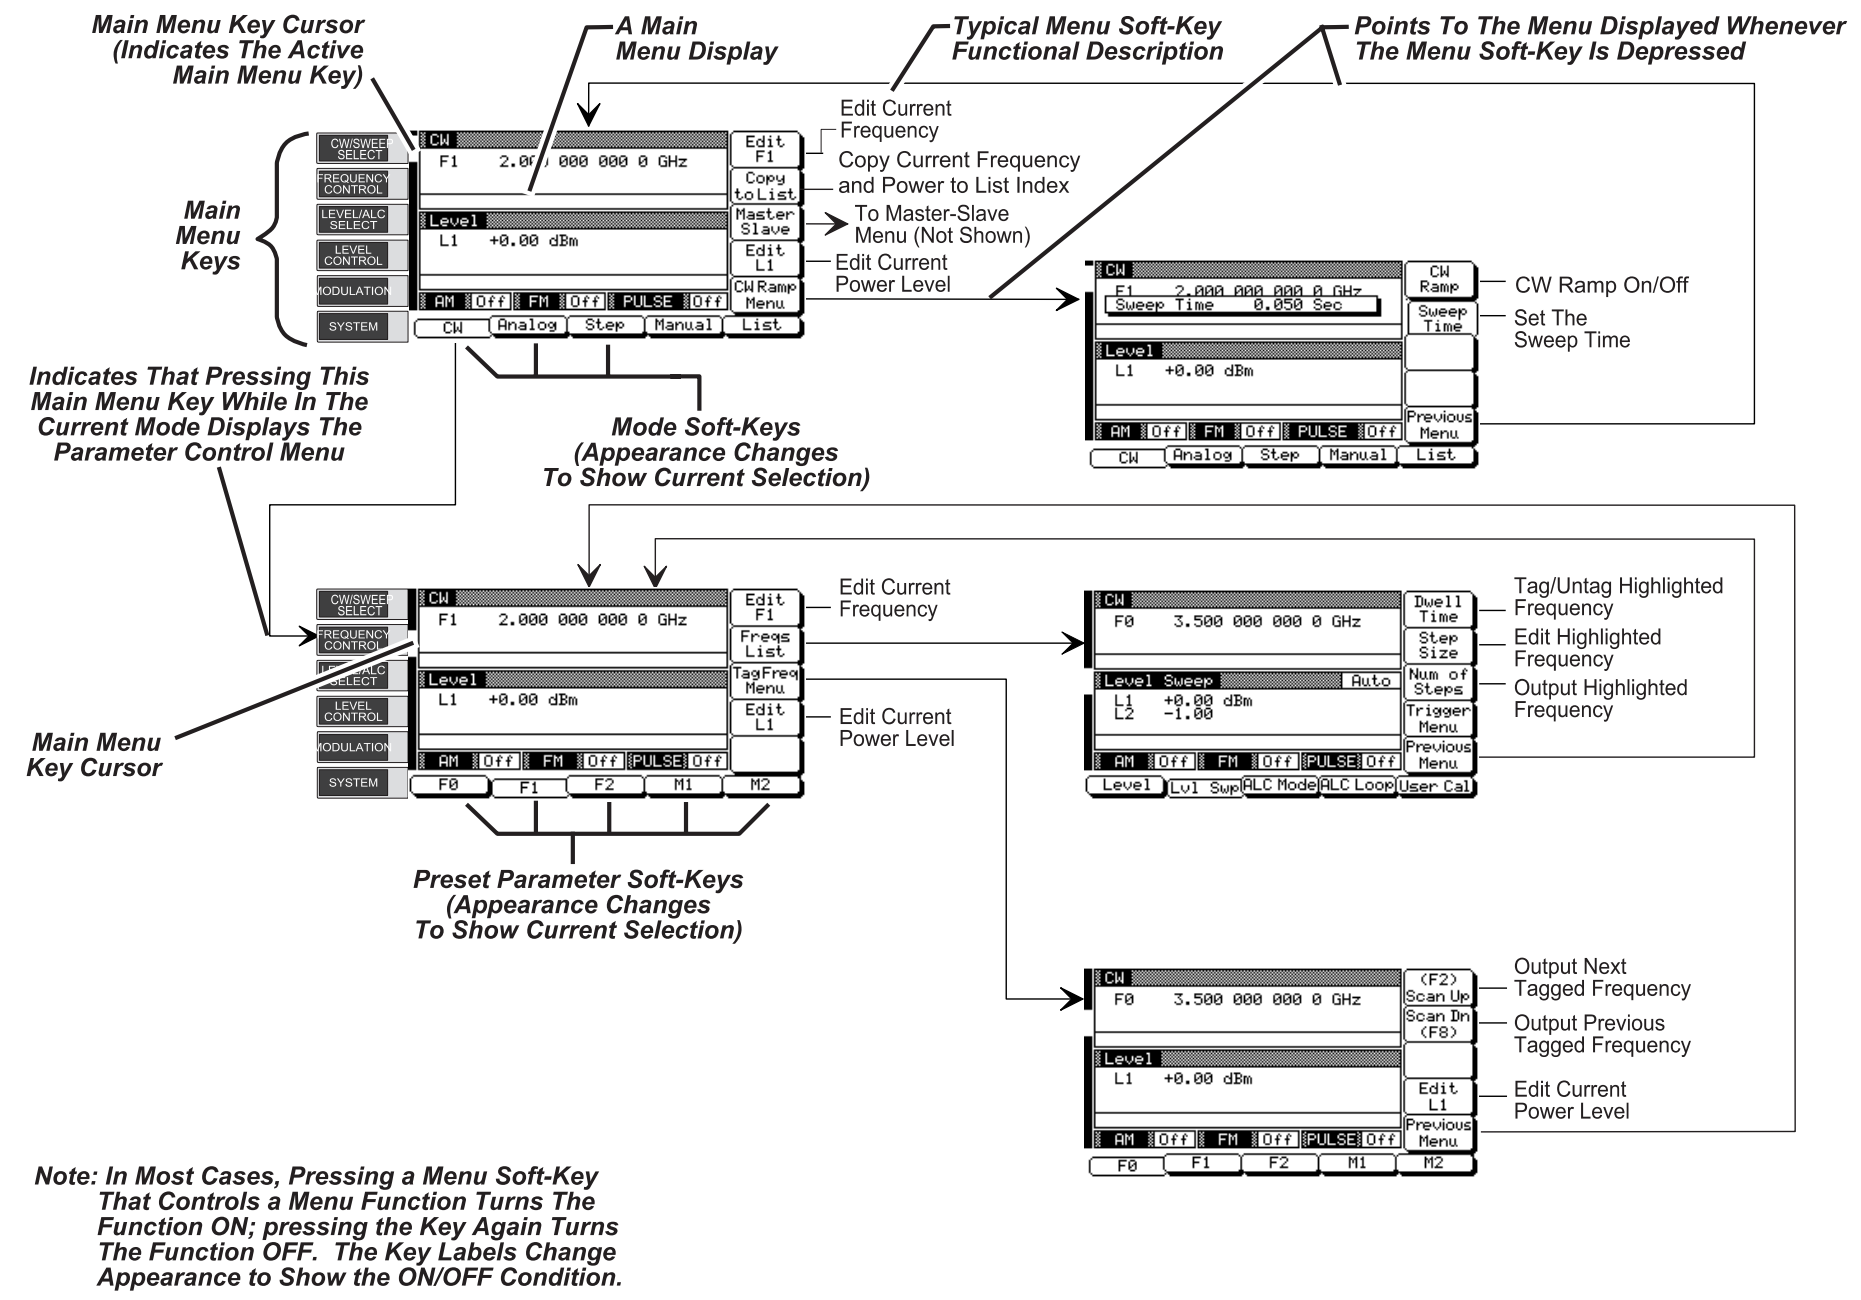 Main Menu Key Cursor
(Indicates The Active
Main Menu Key)
A Main
Menu Display
Typical Menu Soft-Key
Functional Description
Points To The Menu Displayed Whenever
The Menu Soft-Key Is Depressed
Main
Menu
Keys
CW/SWEEP
SELECT
FREQUENCY
CONTROL
LEVEL/ALC
SELECT
LEVEL
CONTROL
MODULATION
SYSTEM
CW
F1 2.000 000 000 0 GHz
Level
L1 +0.00 dBm
AM Off FM Off PULSE Off
CW Analog Step Manual List
Edit
F1
Copy
toList
Master
Slave
Edit
L1
CW Ramp
Menu
Edit Current
Frequency
Copy Current Frequency
and Power to List Index
To Master-Slave
Menu (Not Shown)
Edit Current
Power Level
CW
F1 2.000 000 000 0 GHz
Sweep Time 0.050 Sec
Level
L1 +0.00 dBm
AM Off FM Off PULSE Off
CW Analog Step Manual List
CW
Ramp
Sweep
Time
Previous
Menu
CW Ramp On/Off
Set The
Sweep Time
Indicates That Pressing This
Main Menu Key While In The
Current Mode Displays The
Parameter Control Menu
Mode Soft-Keys
(Appearance Changes
To Show Current Selection)
CW/SWEEP
SELECT
FREQUENCY
CONTROL
LEVEL/ALC
SELECT
LEVEL
CONTROL
MODULATION
SYSTEM
Main Menu
Key Cursor
CW
F1 2.000 000 000 0 GHz
Level
L1 +0.00 dBm
AM Off FM Off PULSE Off
F0 F1 F2 M1 M2
Edit
F1
Freqs
List
TagFreq
Menu
Edit
L1
Edit Current
Frequency
Edit Current
Power Level
Preset Parameter Soft-Keys
(Appearance Changes
To Show Current Selection)
CW
F0 3.500 000 000 0 GHz
Level Sweep Auto
L1 +0.00 dBm
L2 -1.00
AM Off FM Off PULSE Off
Level Lvl Swp ALC Mode ALC Loop User Cal
Dwell
Time
Step
Size
Num of
Steps
Trigger
Menu
Previous
Menu
Tag/Untag Highlighted
Frequency
Edit Highlighted
Frequency
Output Highlighted
Frequency
CW
F0 3.500 000 000 0 GHz
Level
L1 +0.00 dBm
AM Off FM Off PULSE Off
F0 F1 F2 M1 M2
(F2)
Scan Up
Scan Dn
(F8)
Edit
L1
Previous
Menu
Output Next
Tagged Frequency
Output Previous
Tagged Frequency
Edit Current
Power Level
Note: In Most Cases, Pressing a Menu Soft-Key
That Controls a Menu Function Turns The
Function ON; pressing the Key Again Turns
The Function OFF. The Key Labels Change
Appearance to Show the ON/OFF Condition.